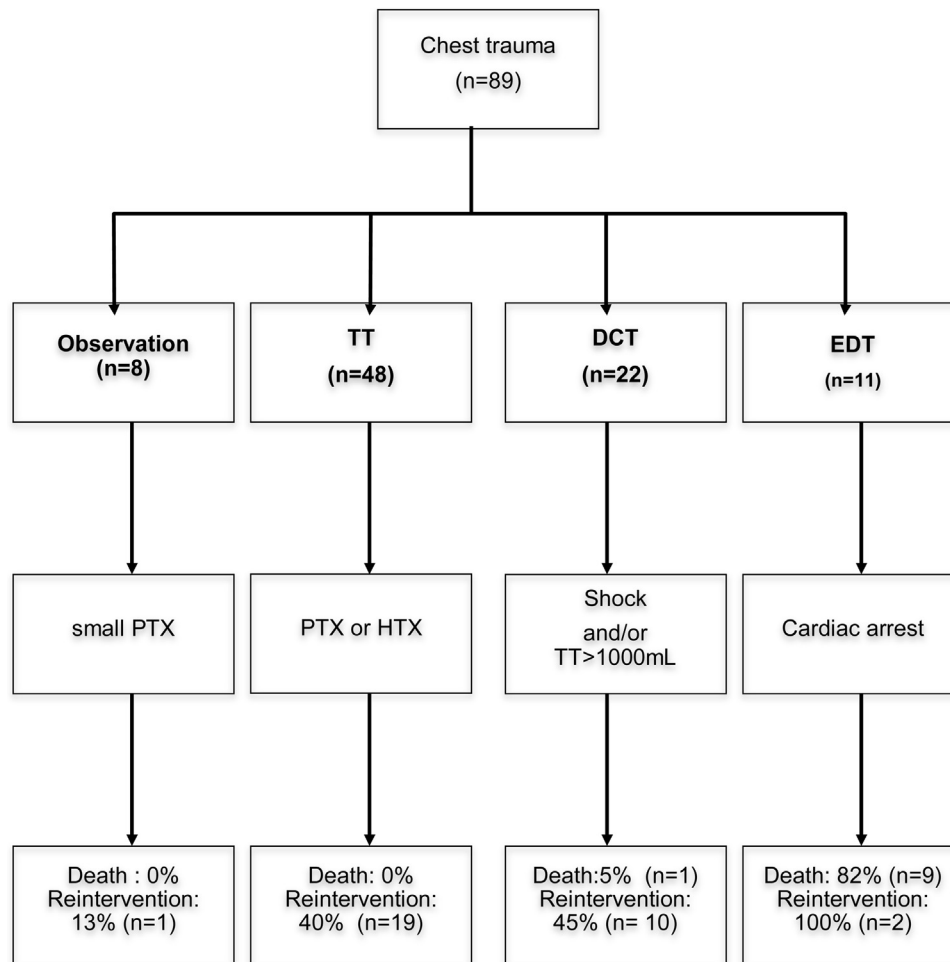 Chest trauma
(n=89)
Observation
(n=8)
TT
(n=48)
DCT
(n=22)
EDT
(n=11)
small PTX
PTX or HTX
Shock
and/or
TT>1000mL
Cardiac arrest
Death : 0%
Reintervention:
13% (n=1)
Death: 0%
Reintervention:
40% (n=19)
Death:5% (n=1)
Reintervention:
45% (n= 10)
Death: 82% (n=9)
Reintervention:
100% (n=2)